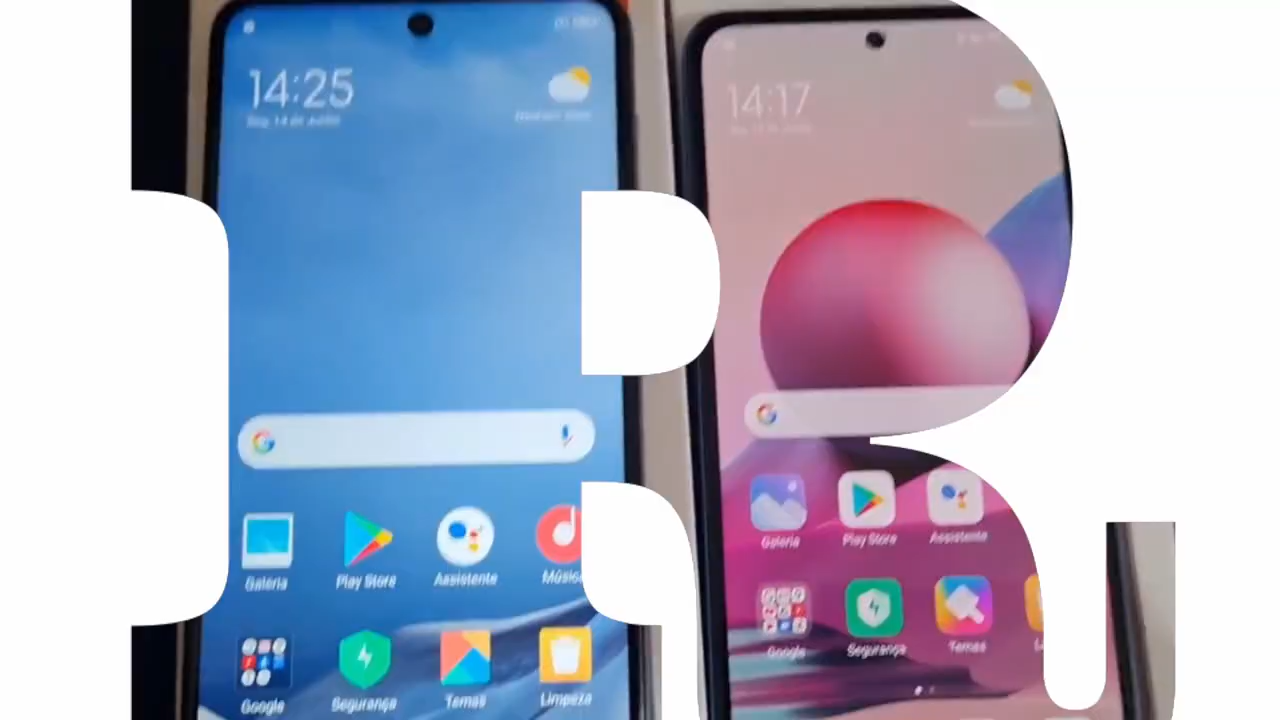 14:25
14:17
Galeria
Play Store
Assistente
Galeria
Play Store
Assistente
Google
Segurança
Temas
Limpeza
Google
Segurança
Temas